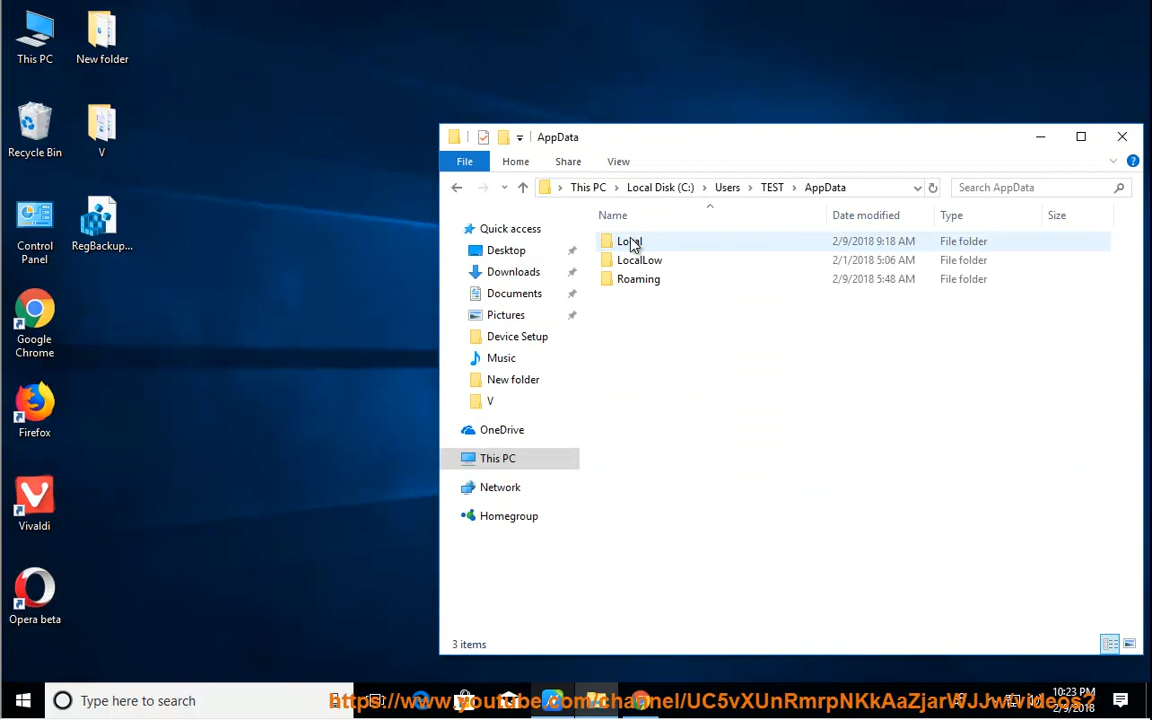 This PC
New folder
Recycle Bin
V
Control
Panel
RegBackup...
Google
Chrome
Firefox
Vivaldi
Opera beta
AppData
File
Home
Share
View
This PC
Local Disk (C:)
Users
TEST
AppData
Search AppData
Name
Date modified
Type
Size
Quick access
Desktop
Downloads
Documents
Pictures
Device Setup
Music
New folder
V
OneDrive
This PC
Network
Homegroup
Local 2/9/2018 9:18 AM File folder
LocalLow 2/1/2018 5:06 AM File folder
Roaming 2/9/2018 5:48 AM File folder
3 items
Type here to search
http://www.youtube.com/channel/UC5vXUnRmrpNKkAaZjarWJJw/videos?
10:23 PM
2/9/2018